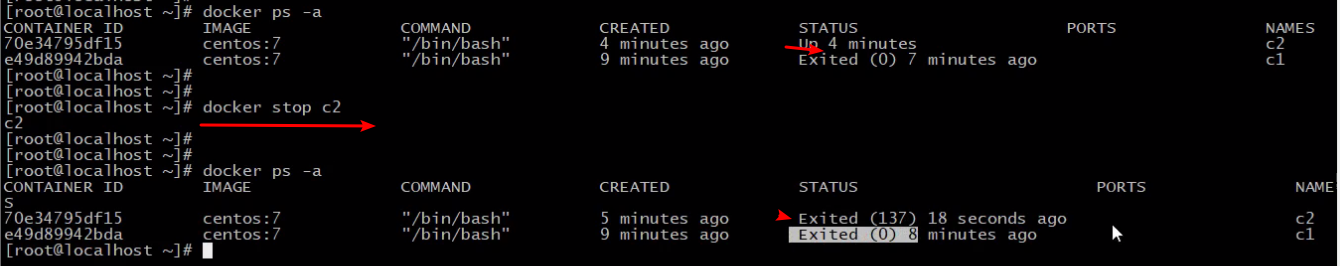 [root@localhost ~]# docker ps -a
CONTAINER ID IMAGE COMMAND CREATED STATUS PORTS NAMES
70e34795df15 centos:7 "/bin/bash" 4 minutes ago Up 4 minutes c2
e49d89942bda centos:7 "/bin/bash" 9 minutes ago Exited (0) 7 minutes ago c1
[root@localhost ~]#
[root@localhost ~]#
[root@localhost ~]# docker stop c2
c2
[root@localhost ~]#
[root@localhost ~]#
[root@localhost ~]# docker ps -a
CONTAINER ID IMAGE COMMAND CREATED STATUS PORTS NAME
S
70e34795df15 centos:7 "/bin/bash" 5 minutes ago Exited (137) 18 seconds ago c2
e49d89942bda centos:7 "/bin/bash" 9 minutes ago Exited (0) 8 minutes ago c1
[root@localhost ~]#